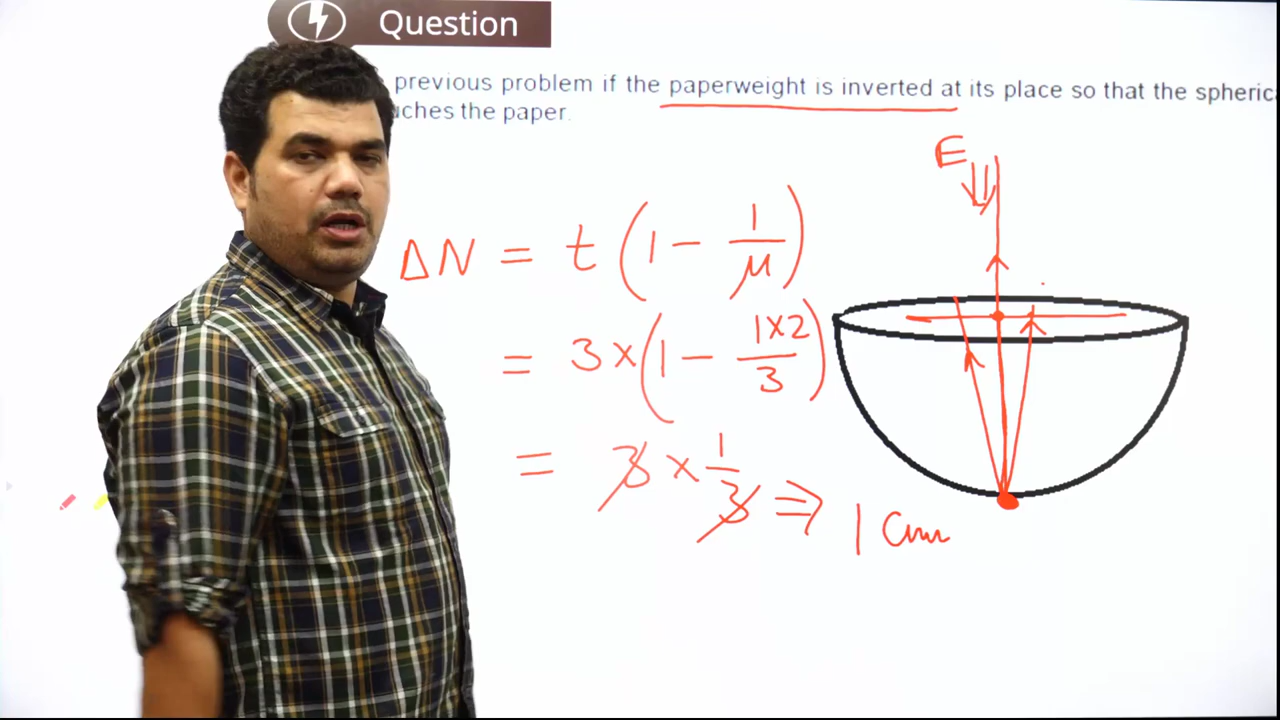 Question
previous problem if the paperweight is inverted at its place so that the spherica
uches the paper.
E
ΔN = t (1 - 1/μ)
= 3 × (1 - 1×2/3)
= 3 × 1/3 ⇒ 1 cm